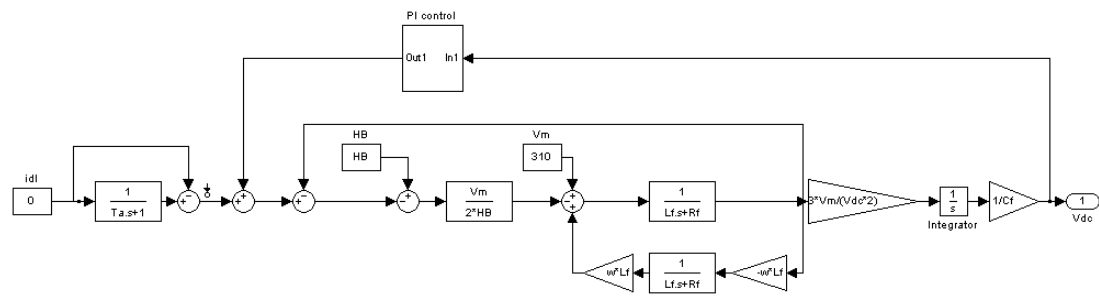 PI control
Out1
In1
HB
HB
Vm
310
idl
0
1
Ta.s+1
Vm
2*HB
1
Lf.s+Rf
3*Vm/(Vdc*2)
1
s
Integrator
1/Cf
1
Vdc
w*Lf
1
Lf.s+Rf
-w*Lf